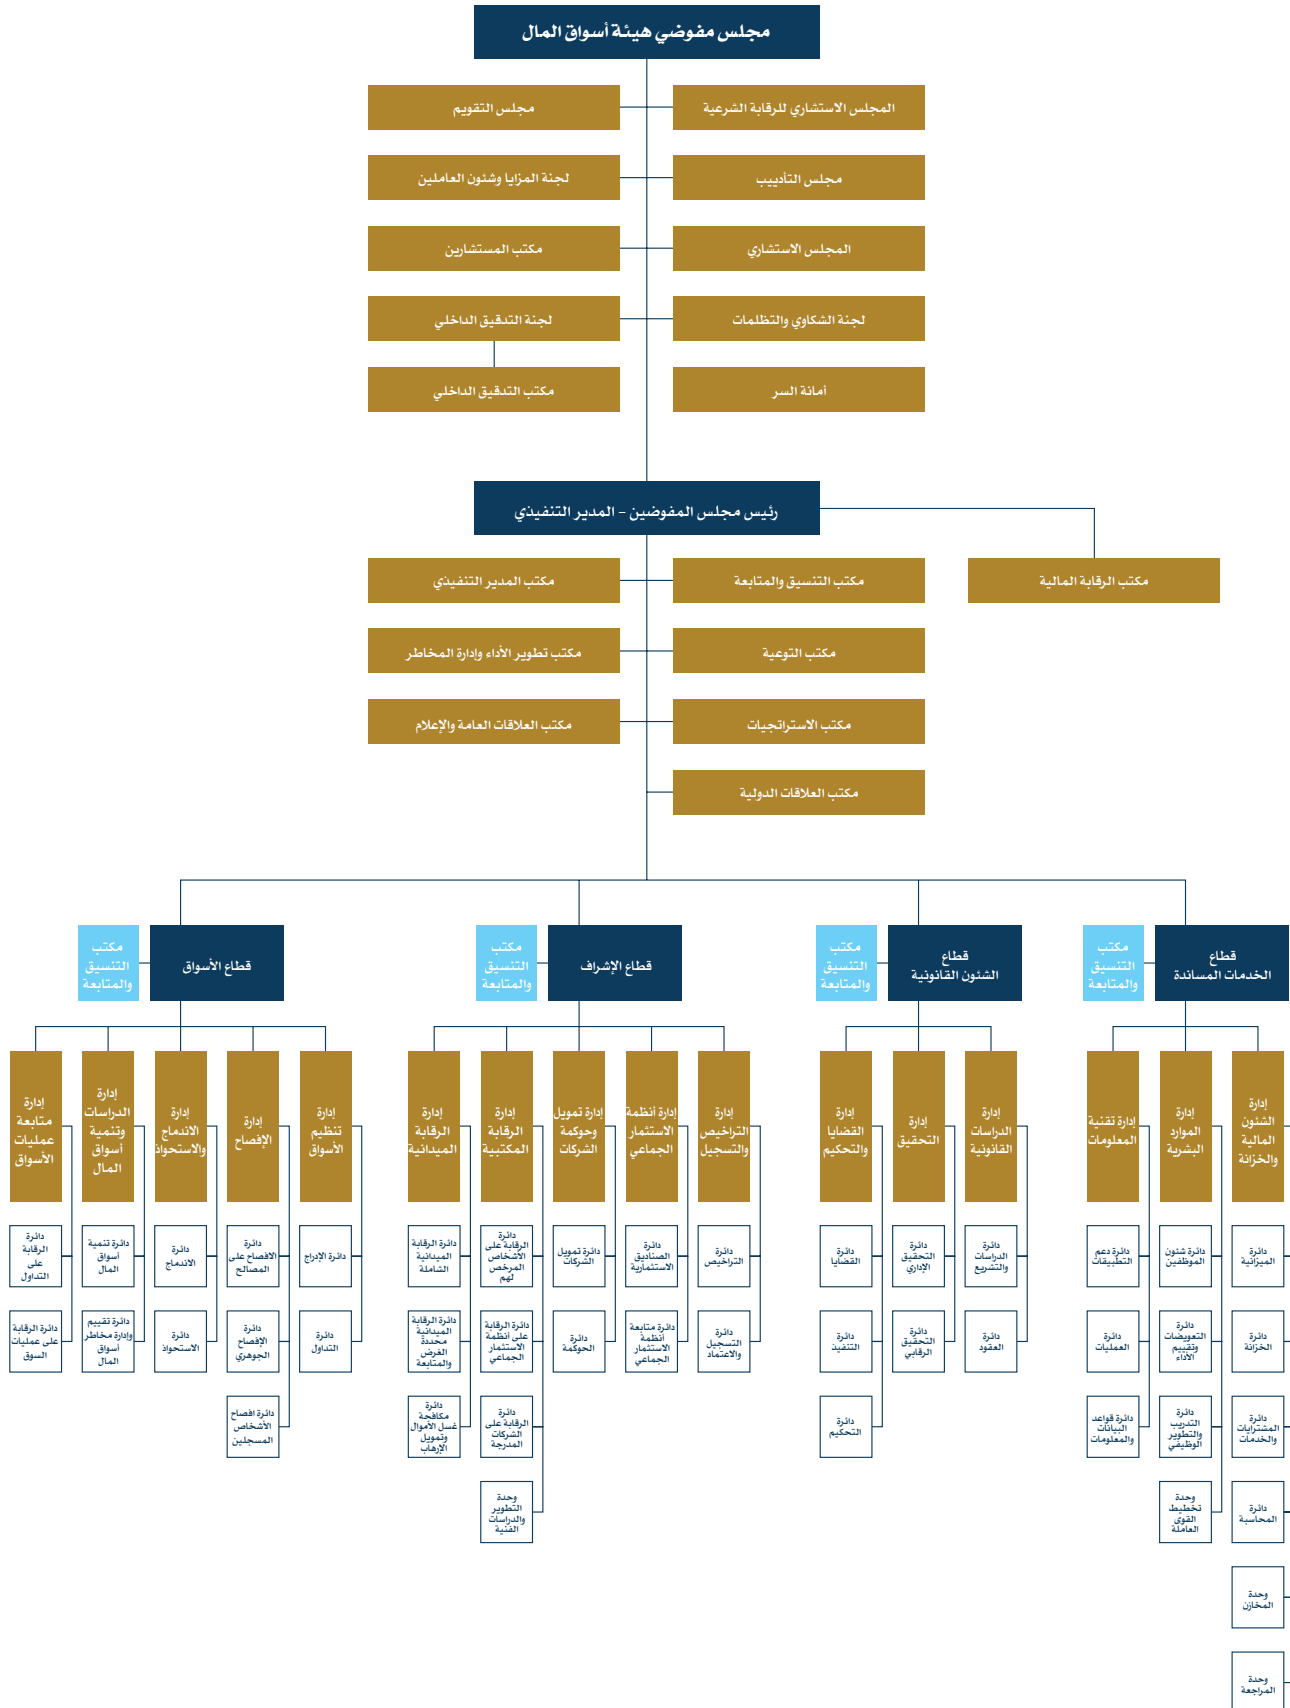 مجلس مفوضي هيئة أسواق المال
المجلس الاستشاري للرقابة الشرعية
مجلس التقويم
مجلس التأدييب
لجنة المزايا وشئون العاملين
المجلس الاستشاري
مكتب المستشارين
لجنة الشكاوي والتظلمات
لجنة التدقيق الداخلي
أمانة السر
مكتب التدقيق الداخلي
رئيس مجلس المفوضين - المدير التنفيذي
مكتب الرقابة المالية
مكتب التنسيق والمتابعة
مكتب المدير التنفيذي
مكتب التوعية
مكتب تطوير الأداء وإدارة المخاطر
مكتب الاستراتجيات
مكتب العلاقات العامة والإعلام
مكتب العلاقات الدولية
قطاع
الخدمات المساندة
مكتب
التنسيق
والمتابعة
إدارة
الشئون
المالية
والخزانة
دائرة
الميزانية
دائرة
الخزانة
دائرة
المشترايات
والخدمات
دائرة
المحاسبة
وحدة
المخازن
وحدة
المراجعة
إدارة
الموارد
البشرية
دائرة شئون
الموظفين
دائرة
التعويضات
وتقييم
الأداء
دائرة
التدريب
والتطوير
الوظيفي
وحدة
تخطيط
القوى
العاملة
إدارة تقنية
المعلومات
دائرة دعم
التطبيقات
دائرة
العمليات
دائرة قواعد
البيانات
والمعلومات
قطاع
الشئون القانونية
مكتب
التنسيق
والمتابعة
إدارة
الدراسات
القانونية
دائرة
الدراسات
والتشريع
دائرة
العقود
إدارة
التحقيق
دائرة
التحقيق
الإداري
دائرة
التحقيق
الرقابي
إدارة
القضايا
والتحكيم
دائرة
القضايا
دائرة
التنفيذ
دائرة
التحكيم
قطاع الإشراف
مكتب
التنسيق
والمتابعة
إدارة
التراخيص
والتسجيل
دائرة
التراخيص
دائرة
التسجيل
والاعتماد
إدارة أنظمة
الاستثمار
الجماعي
دائرة
الصناديق
الاستثمارية
دائرة متابعة
أنظمة
الاستثمار
الجماعي
إدارة تمويل
وحوكمة
الشركات
دائرة تمويل
الشركات
دائرة
الحوكمة
إدارة
الرقابة
المكتبية
دائرة
الرقابة على
الأشخاص
المرخص
لهم
دائرة الرقابة
على أنظمة
الاستثمار
الجماعي
دائرة
الرقابة على
الشركات
المدرجة
وحدة
التطوير
والدراسات
الفنية
إدارة
الرقابة
الميدانية
دائرة الرقابة
الميدانية
الشاملة
دائرة الرقابة
الميدانية
محددة
الغرض
والمتابعة
دائرة
مكافحة
غسل الأموال
وتمويل
الإرهاب
قطاع الأسواق
مكتب
التنسيق
والمتابعة
إدارة
تنظيم
الأسواق
دائرة الإدراج
دائرة
التداول
إدارة
الإفصاح
دائرة
الافصاح على
المصالح
دائرة
الإفصاح
الجوهري
دائرة افصاح
الأشخاص
المسجلين
إدارة
الاندماج
والاستحواذ
دائرة
الاندماج
دائرة
الاستحواذ
إدارة
الدراسات
وتنمية
أسواق
المال
دائرة تنمية
أسواق
المال
دائرة تقييم
وإدارة مخاطر
أسواق
المال
إدارة
متابعة
عمليات
الأسواق
دائرة
الرقابة
على
التداول
دائرة الرقابة
على عمليات
السوق